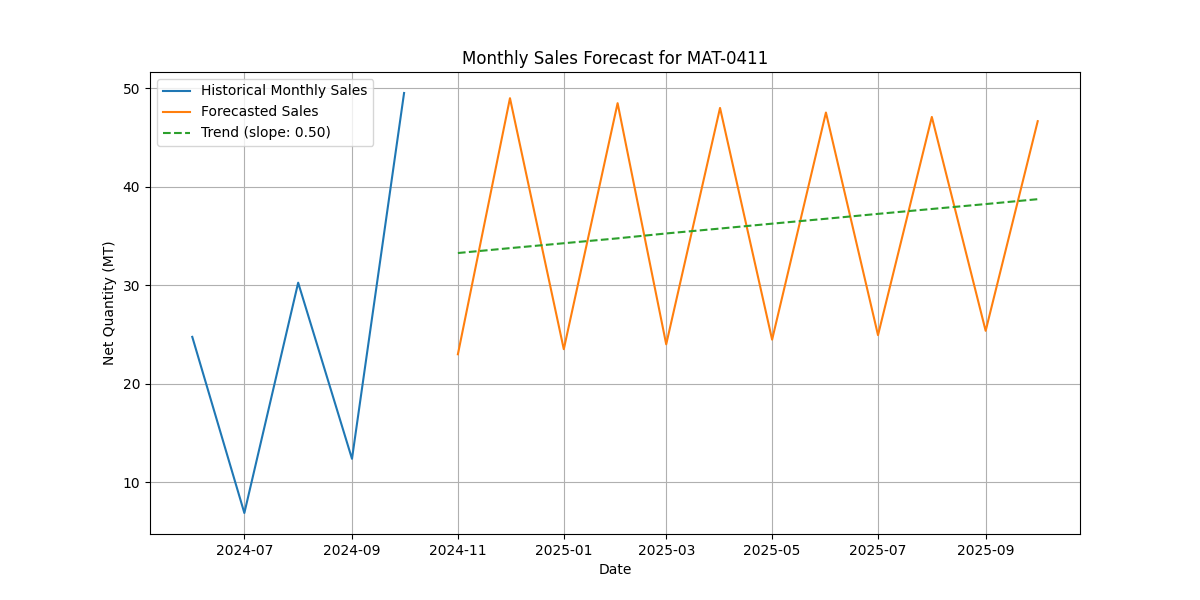 Monthly Sales Forecast for MAT-0411
Historical Monthly Sales
Forecasted Sales
Trend (slope: 0.50)
Net Quantity (MT)
50
40
30
20
10
2024-07 2024-09 2024-11 2025-01 2025-03 2025-05 2025-07 2025-09
Date